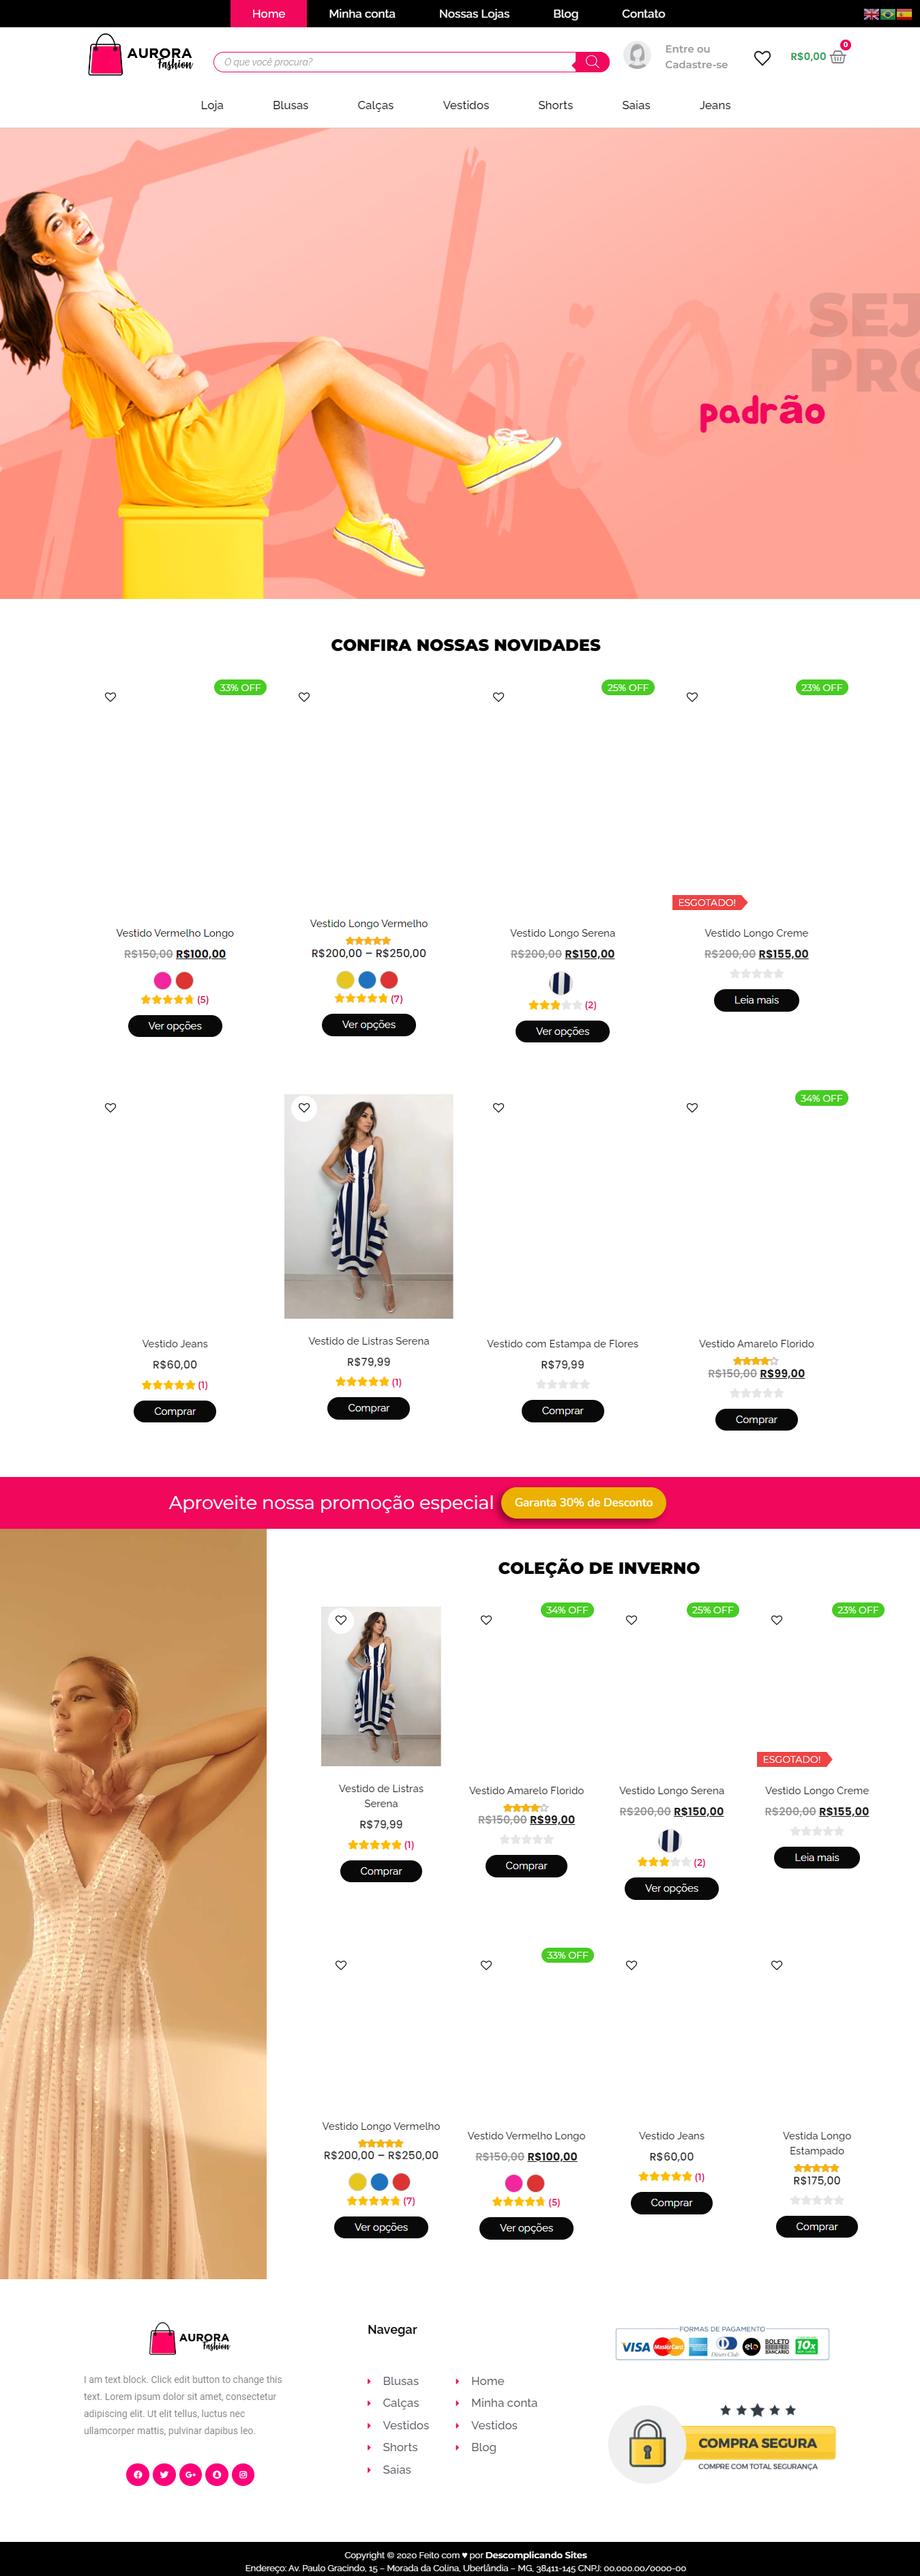 Home Minha conta Nossas Lojas Blog Contato
AURORA
fashion
O que você procura?
Entre ou
Cadastre-se
R$0,00
0
Loja Blusas Calças Vestidos Shorts Saias Jeans
SEJ
PRO
padrão
CONFIRA NOSSAS NOVIDADES
33% OFF 25% OFF 23% OFF
ESGOTADO!
Vestido Vermelho Longo
R$150,00 R$100,00
(5)
Ver opções
Vestido Longo Vermelho
R$200,00 – R$250,00
(7)
Ver opções
Vestido Longo Serena
R$200,00 R$150,00
(2)
Ver opções
Vestido Longo Creme
R$200,00 R$155,00
Leia mais
34% OFF
Vestido Jeans
R$60,00
(1)
Comprar
Vestido de Listras Serena
R$79,99
(1)
Comprar
Vestido com Estampa de Flores
R$79,99
Comprar
Vestido Amarelo Florido
R$150,00 R$99,00
Comprar
Aproveite nossa promoção especial Garanta 30% de Desconto
COLEÇÃO DE INVERNO
34% OFF 25% OFF 23% OFF
ESGOTADO!
Vestido de Listras
Serena
R$79,99
(1)
Comprar
Vestido Amarelo Florido
R$150,00 R$99,00
Comprar
Vestido Longo Serena
R$200,00 R$150,00
(2)
Ver opções
Vestido Longo Creme
R$200,00 R$155,00
Leia mais
33% OFF
Vestido Longo Vermelho
R$200,00 – R$250,00
(7)
Ver opções
Vestido Vermelho Longo
R$150,00 R$100,00
(5)
Ver opções
Vestido Jeans
R$60,00
(1)
Comprar
Vestida Longo
Estampado
R$175,00
Comprar
AURORA
fashion
I am text block. Click edit button to change this
text. Lorem ipsum dolor sit amet, consectetur
adipiscing elit. Ut elit tellus, luctus nec
ullamcorper mattis, pulvinar dapibus leo.
Navegar
Blusas
Calças
Vestidos
Shorts
Saias
Home
Minha conta
Vestidos
Blog
FORMAS DE PAGAMENTO
VISA MasterCard Diners Club elo BOLETO BANCÁRIO 10x
COMPRA SEGURA
COMPRE COM TOTAL SEGURANÇA
Copyright © 2020 Feito com ♥ por Descomplicando Sites
Endereço: Av. Paulo Gracindo, 15 – Morada da Colina, Uberlândia – MG, 38411-145 CNPJ: 00.000.00/0000-00